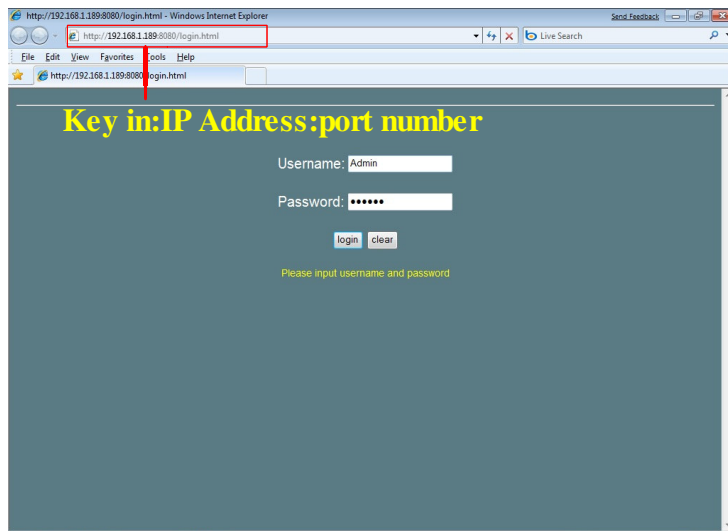 http://192.168.1.189:8080/login.html - Windows Internet Explorer
Send Feedback
http://192.168.1.189:8080/login.html
Live Search
File Edit View Favorites Tools Help
http://192.168.1.189:8080/login.html
Key in:IP Address:port number
Username: Admin
Password: ••••••
login clear
Please input username and password